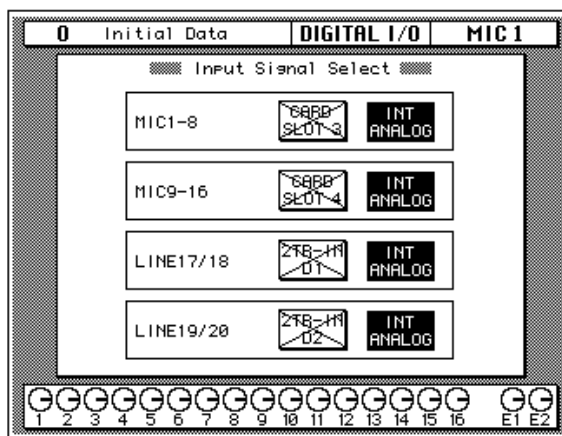 0 Initial Data DIGITAL I/O MIC 1
Input Signal Select
MIC1-8 CARD SLOT 3 INT ANALOG
MIC9-16 CARD SLOT 4 INT ANALOG
LINE17/18 2TR-IN D1 INT ANALOG
LINE19/20 2TR-IN D2 INT ANALOG
1 2 3 4 5 6 7 8 9 10 11 12 13 14 15 16 E1 E2